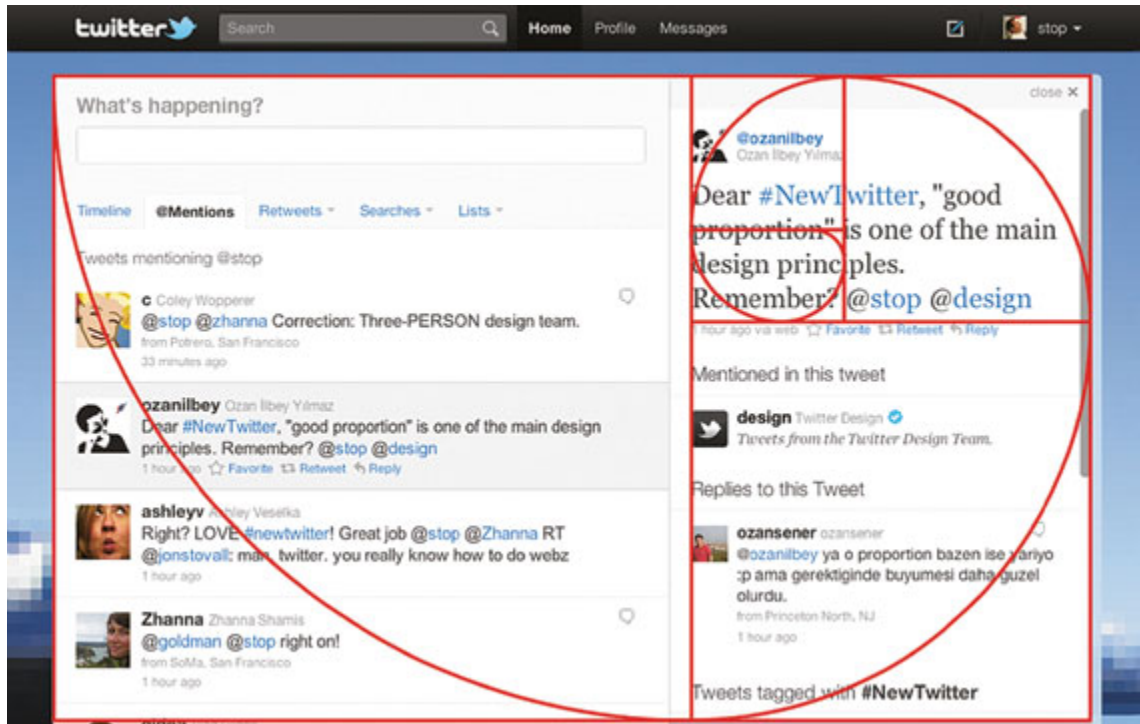 twitter
Search
Home
Profile
Messages
stop
What's happening?
Timeline
@Mentions
Retweets
Searches
Lists
Tweets mentioning @stop
c Coley Wopperer
@stop @zhanna Correction: Three-PERSON design team.
from Potrero, San Francisco
33 minutes ago
ozanilbey Ozan İlbey Yılmaz
Dear #NewTwitter, "good proportion" is one of the main design
principles. Remember? @stop @design
1 hour ago Favorite Retweet Reply
ashleyv Ashley Veselka
Right? LOVE #newtwitter! Great job @stop @Zhanna RT
@jonstovall: man, twitter. you really know how to do webz
1 hour ago
Zhanna Zhanna Shamis
@goldman @stop right on!
from SoMa, San Francisco
1 hour ago
close ×
@ozanilbey
Ozan İlbey Yılmaz
Dear #NewTwitter, "good
proportion" is one of the main
design principles.
Remember? @stop @design
1 hour ago via web Favorite Retweet Reply
Mentioned in this tweet
design Twitter Design
Tweets from the Twitter Design Team.
Replies to this Tweet
ozansener ozansener
@ozanilbey ya o proportion bazen ise yariyo
:p ama gerektiginde buyumesi daha guzel
olurdu.
from Princeton North, NJ
1 hour ago
Tweets tagged with #NewTwitter